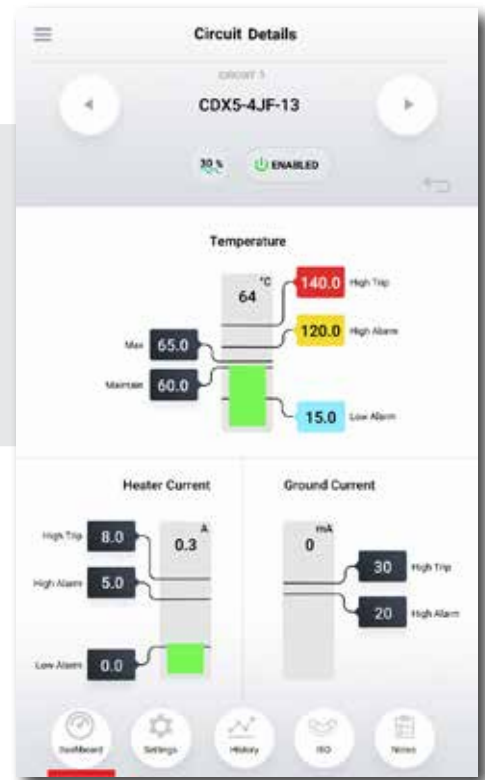 Circuit Details
CIRCUIT 1
CDX5-4JF-13
30 %
ENABLED
Temperature
°C
64
140.0 High Trip
120.0 High Alarm
Max 65.0
Maintain 60.0
15.0 Low Alarm
Heater Current
A
0.3
High Trip 8.0
High Alarm 5.0
Low Alarm 0.0
Ground Current
mA
0
30 High Trip
20 High Alarm
Dashboard
Settings
History
ISO
Notes